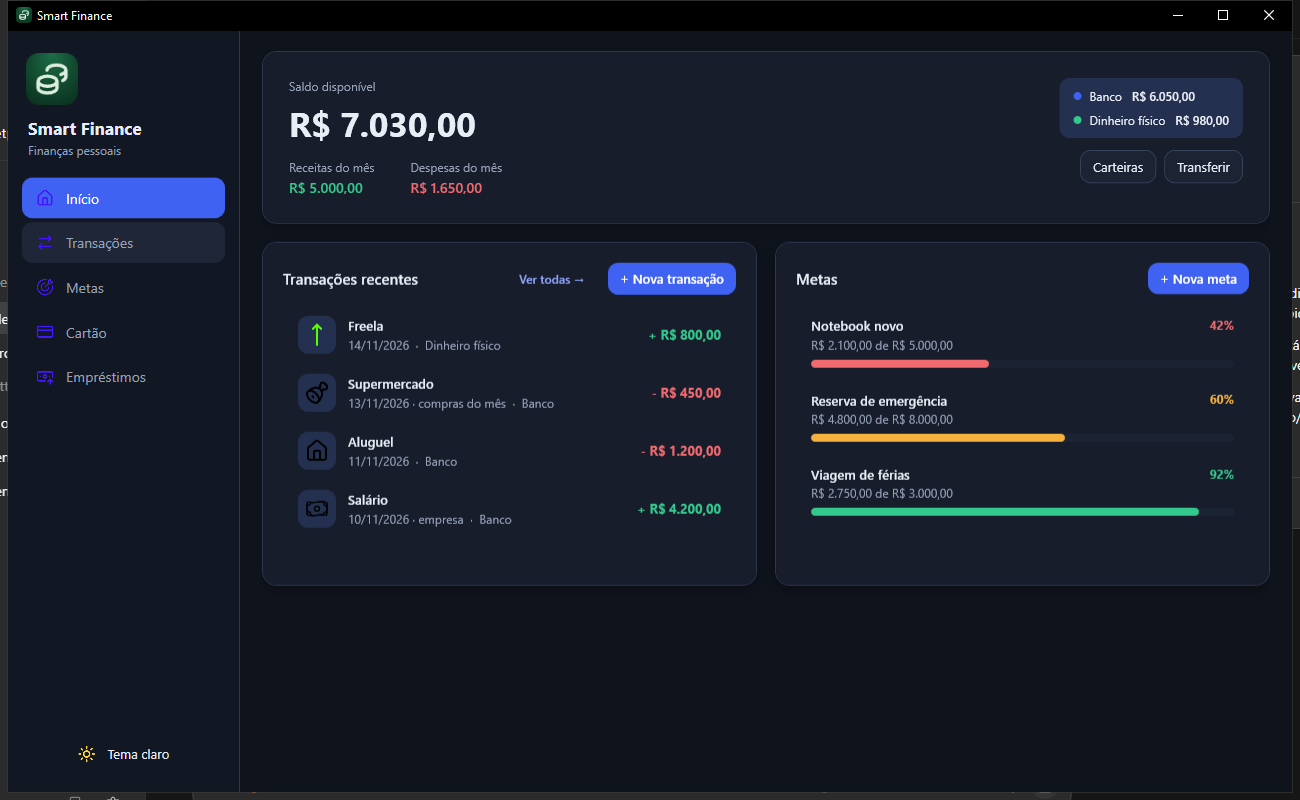 Smart Finance
Smart Finance
Finanças pessoais
Início
Transações
Metas
Cartão
Empréstimos
Tema claro
Saldo disponível
R$ 7.030,00
Receitas do mês
R$ 5.000,00
Despesas do mês
R$ 1.650,00
Banco R$ 6.050,00
Dinheiro físico R$ 980,00
Carteiras
Transferir
Transações recentes
Ver todas →
+ Nova transação
Freela
14/11/2026 · Dinheiro físico
+ R$ 800,00
Supermercado
13/11/2026 · compras do mês · Banco
- R$ 450,00
Aluguel
11/11/2026 · Banco
- R$ 1.200,00
Salário
10/11/2026 · empresa · Banco
+ R$ 4.200,00
Metas
+ Nova meta
Notebook novo
42%
R$ 2.100,00 de R$ 5.000,00
Reserva de emergência
60%
R$ 4.800,00 de R$ 8.000,00
Viagem de férias
92%
R$ 2.750,00 de R$ 3.000,00